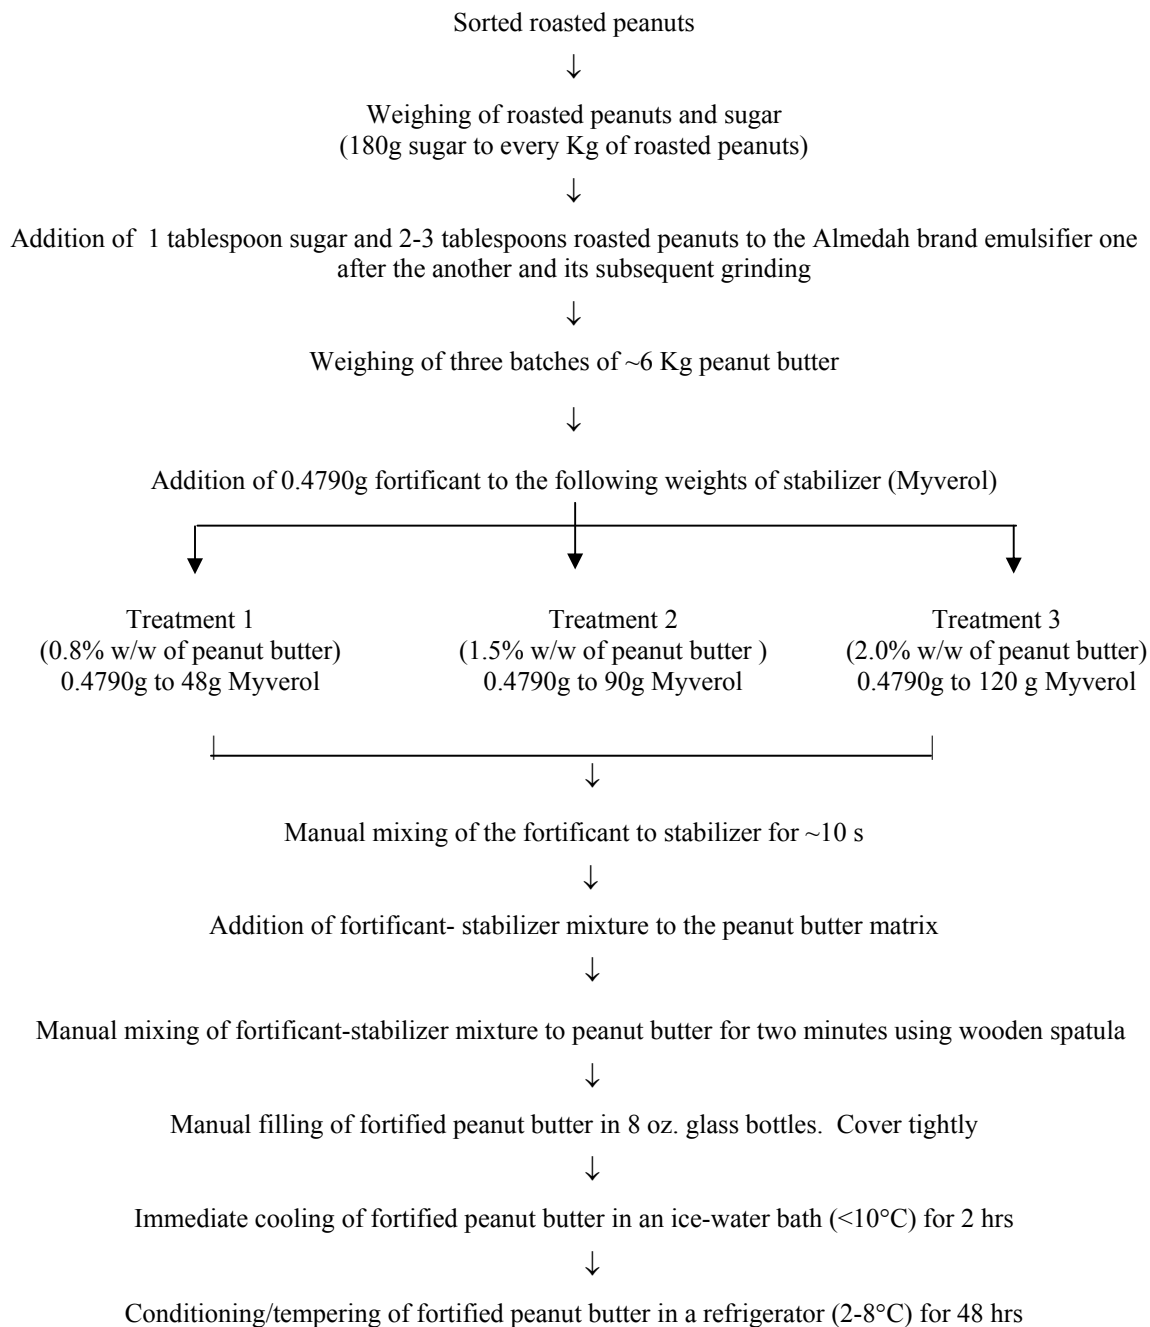 Sorted roasted peanuts
↓
Weighing of roasted peanuts and sugar
(180g sugar to every Kg of roasted peanuts)
↓
Addition of 1 tablespoon sugar and 2-3 tablespoons roasted peanuts to the Almedah brand emulsifier one
after the another and its subsequent grinding
↓
Weighing of three batches of ~6 Kg peanut butter
↓
Addition of 0.4790g fortificant to the following weights of stabilizer (Myverol)
Treatment 1
(0.8% w/w of peanut butter)
0.4790g to 48g Myverol
Treatment 2
(1.5% w/w of peanut butter )
0.4790g to 90g Myverol
Treatment 3
(2.0% w/w of peanut butter)
0.4790g to 120 g Myverol
↓
Manual mixing of the fortificant to stabilizer for ~10 s
↓
Addition of fortificant- stabilizer mixture to the peanut butter matrix
↓
Manual mixing of fortificant-stabilizer mixture to peanut butter for two minutes using wooden spatula
↓
Manual filling of fortified peanut butter in 8 oz. glass bottles.  Cover tightly
↓
Immediate cooling of fortified peanut butter in an ice-water bath (<10°C) for 2 hrs
↓
Conditioning/tempering of fortified peanut butter in a refrigerator (2-8°C) for 48 hrs